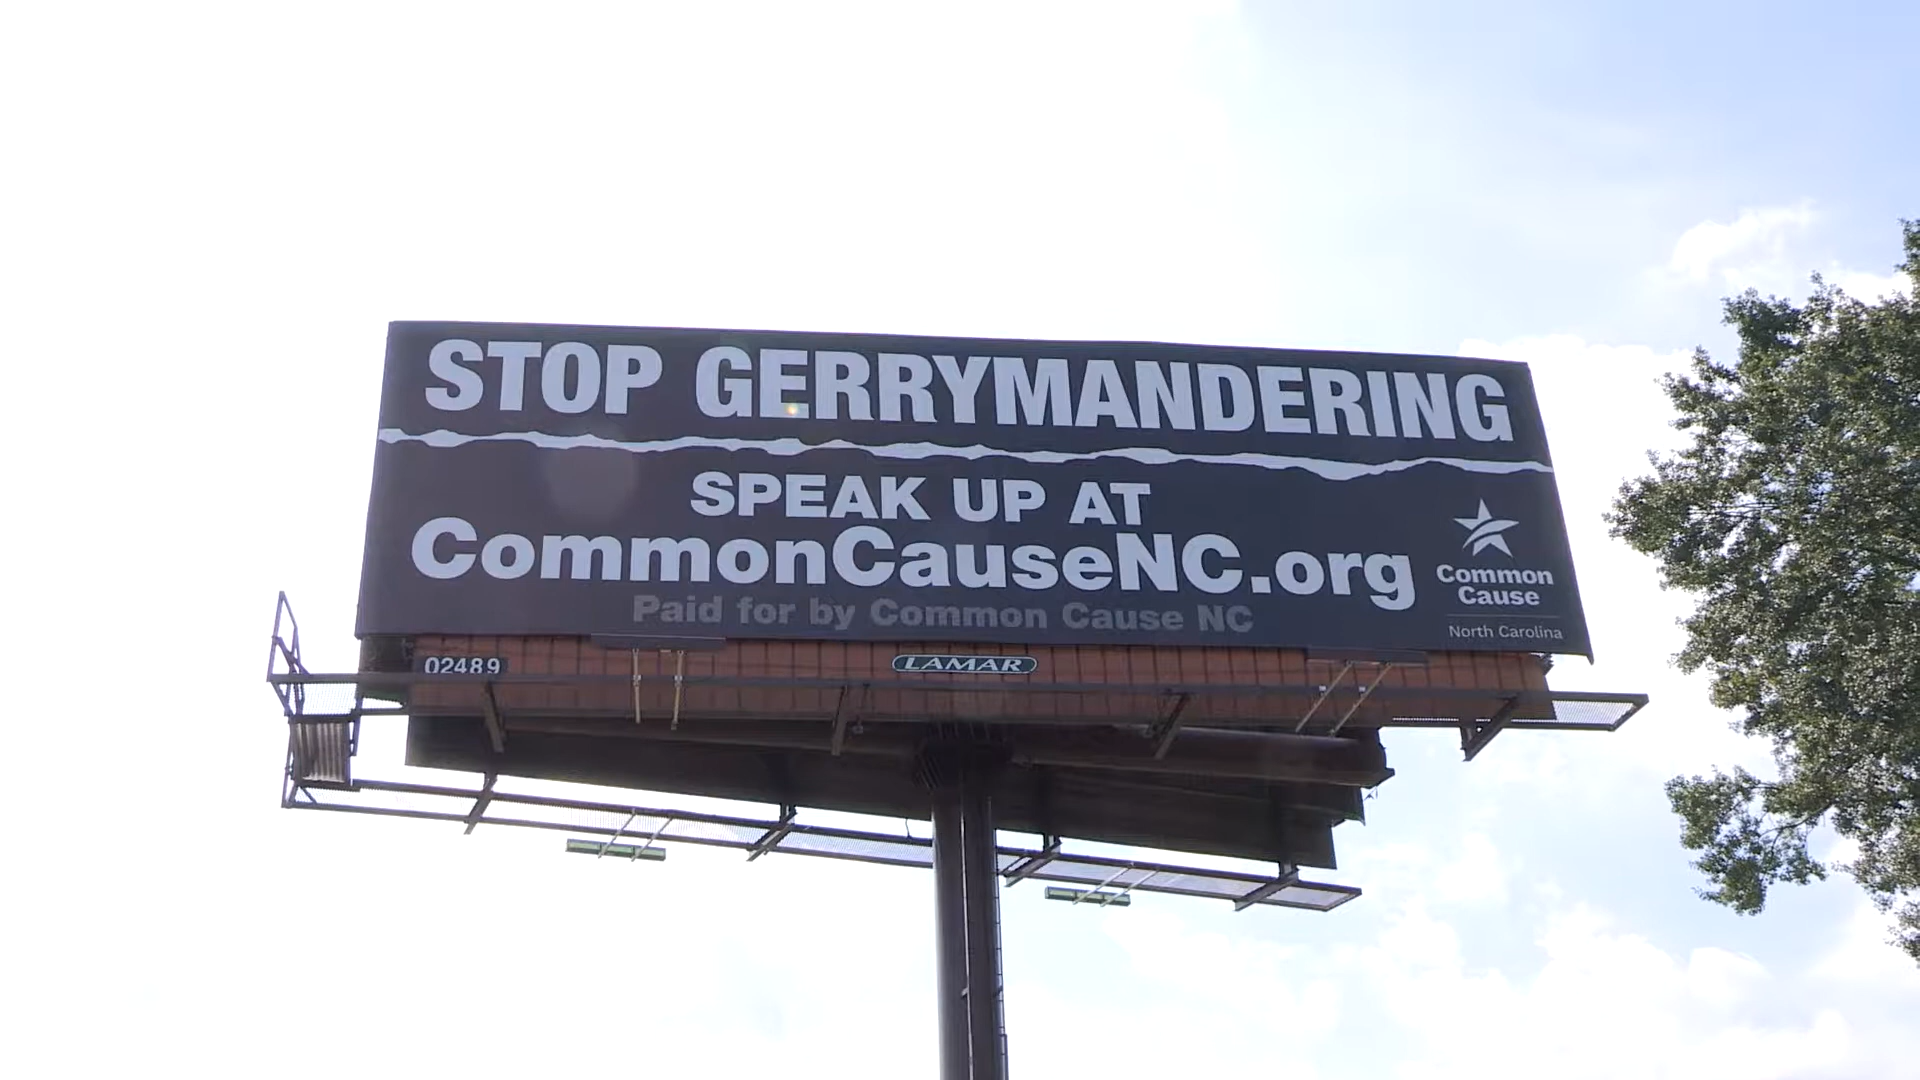 STOP GERRYMANDERING
SPEAK UP AT
CommonCauseNC.org
Paid for by Common Cause NC
Common
Cause
North Carolina
02489
LAMAR